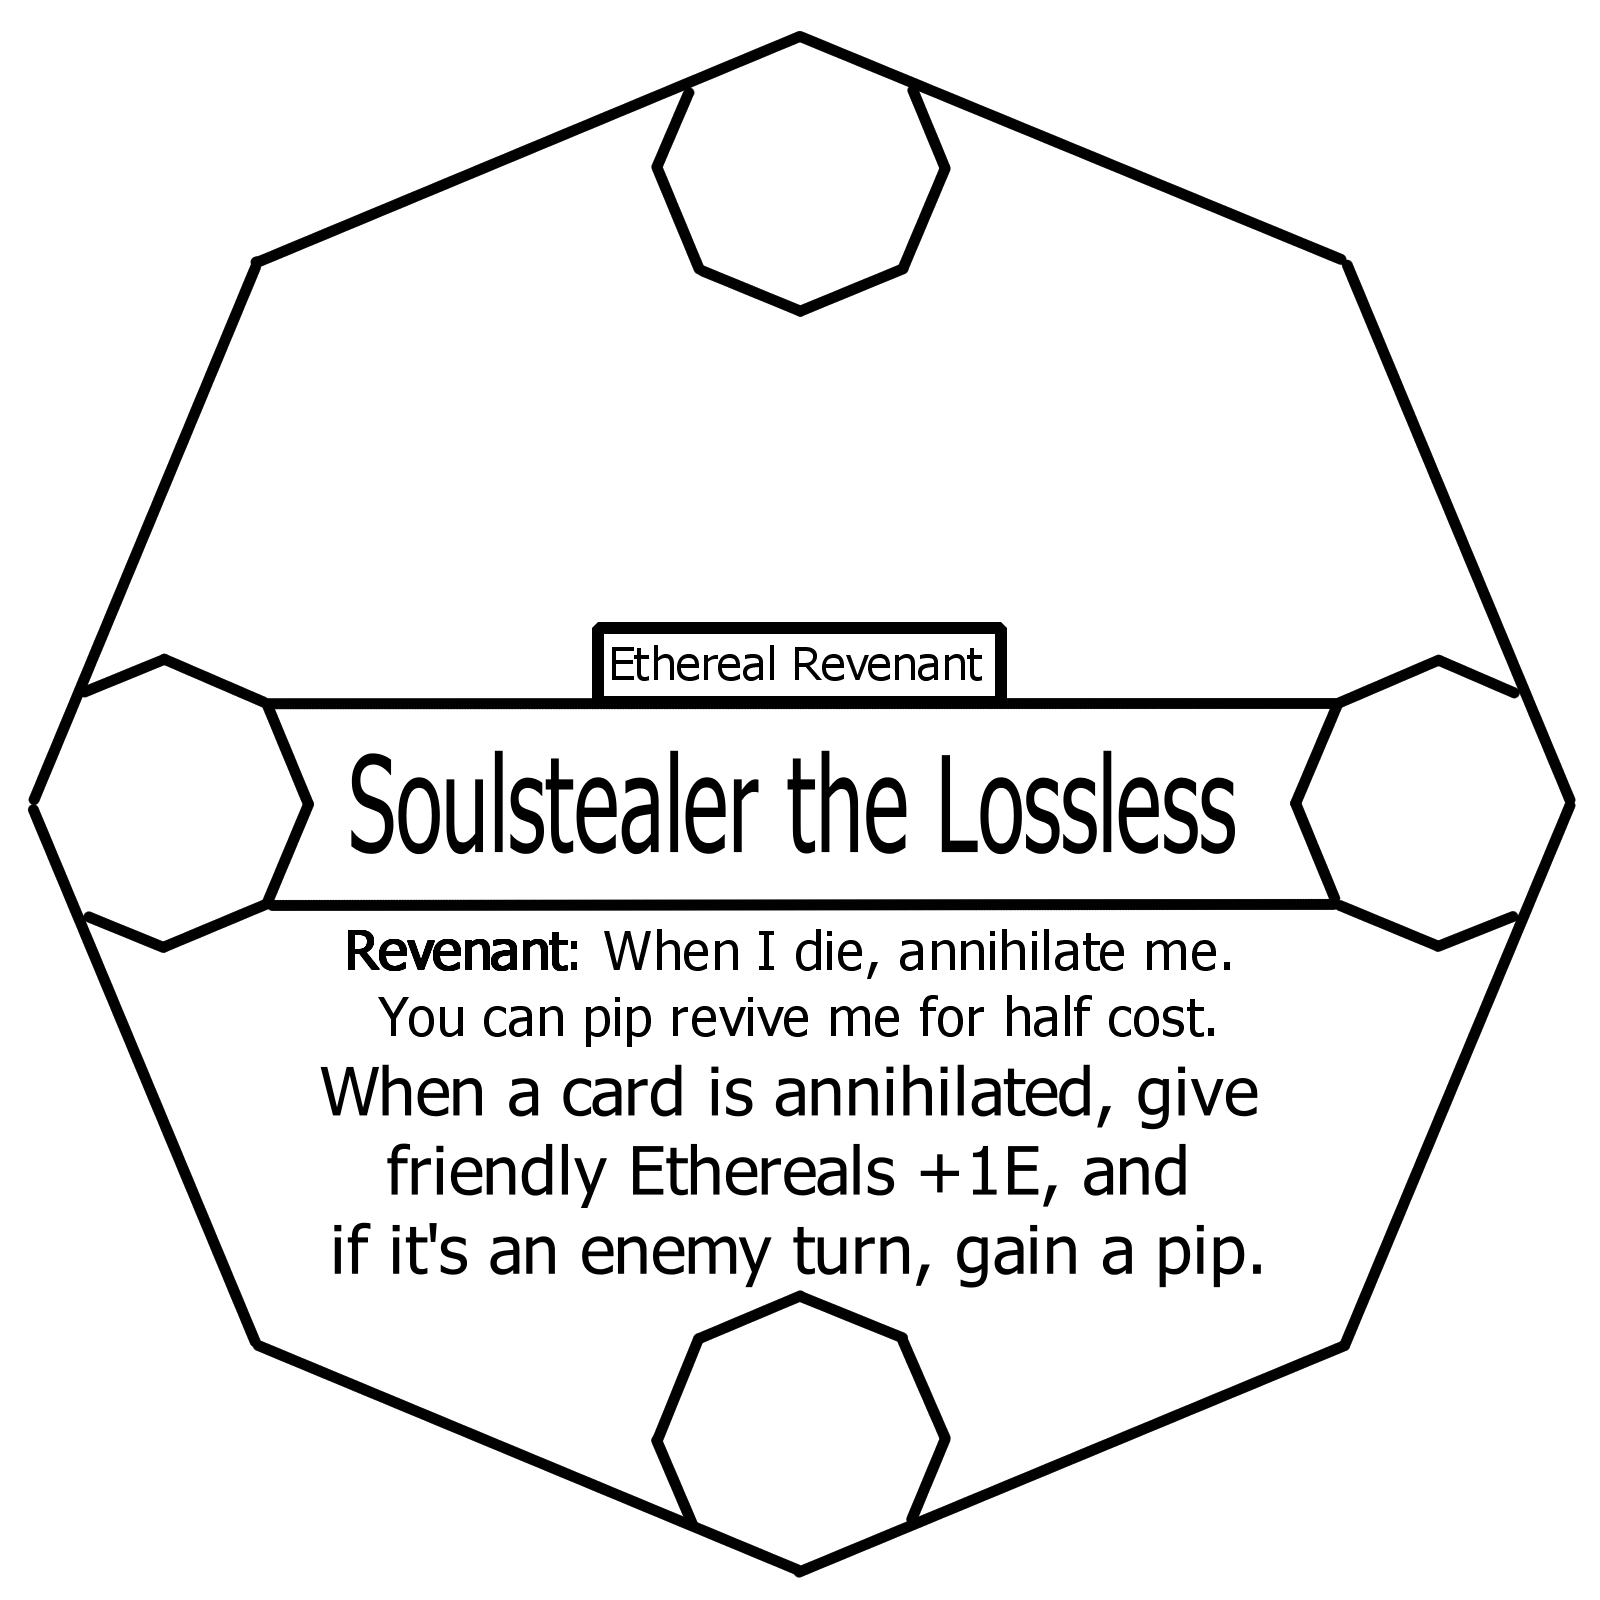 Ethereal Revenant
Soulstealer the Lossless
Revenant: When I die, annihilate me.
You can pip revive me for half cost.
When a card is annihilated, give
friendly Ethereals +1E, and
if it's an enemy turn, gain a pip.